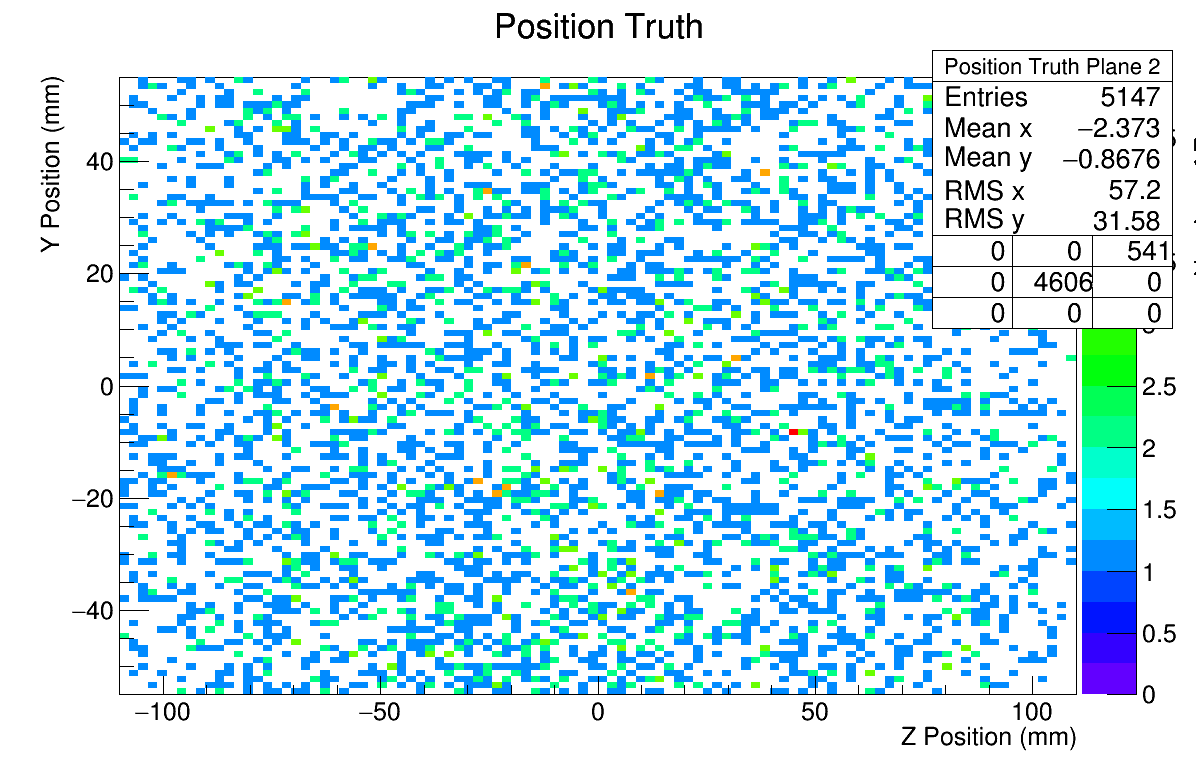 Position Truth
Position Truth Plane 2
Entries 5147
Mean x −2.373
Mean y −0.8676
RMS x 57.2
RMS y 31.58
0 0 541
0 4606 0
0 0 0
Y Position (mm)
40
20
0
−20
−40
2.5
2
1.5
1
0.5
0
−100 −50 0 50 100
Z Position (mm)